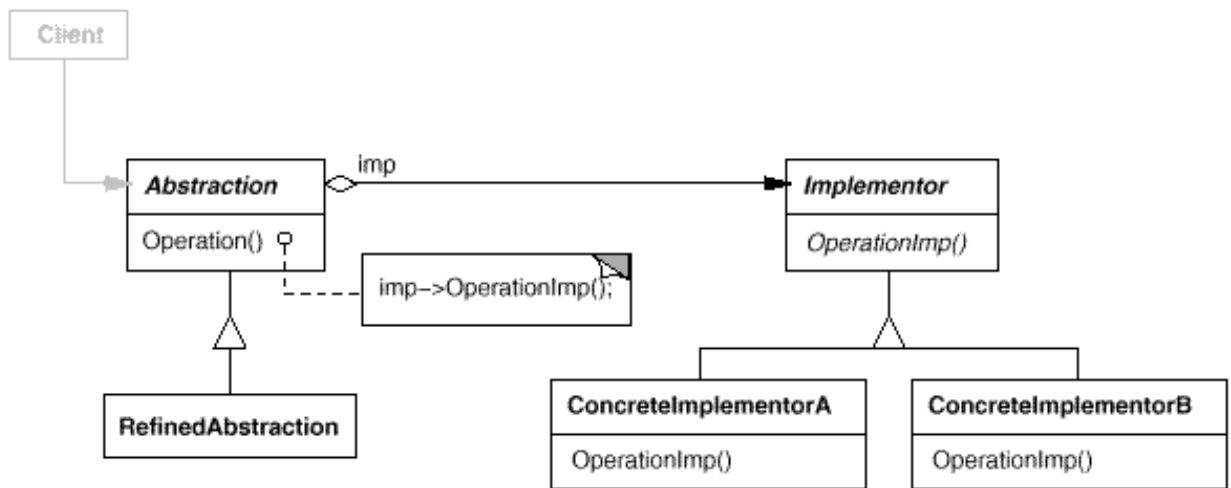 Client
imp
Abstraction
Implementor
Operation()
OperationImp()
imp->OperationImp();
ConcreteImplementorA
ConcreteImplementorB
RefinedAbstraction
OperationImp()
OperationImp()